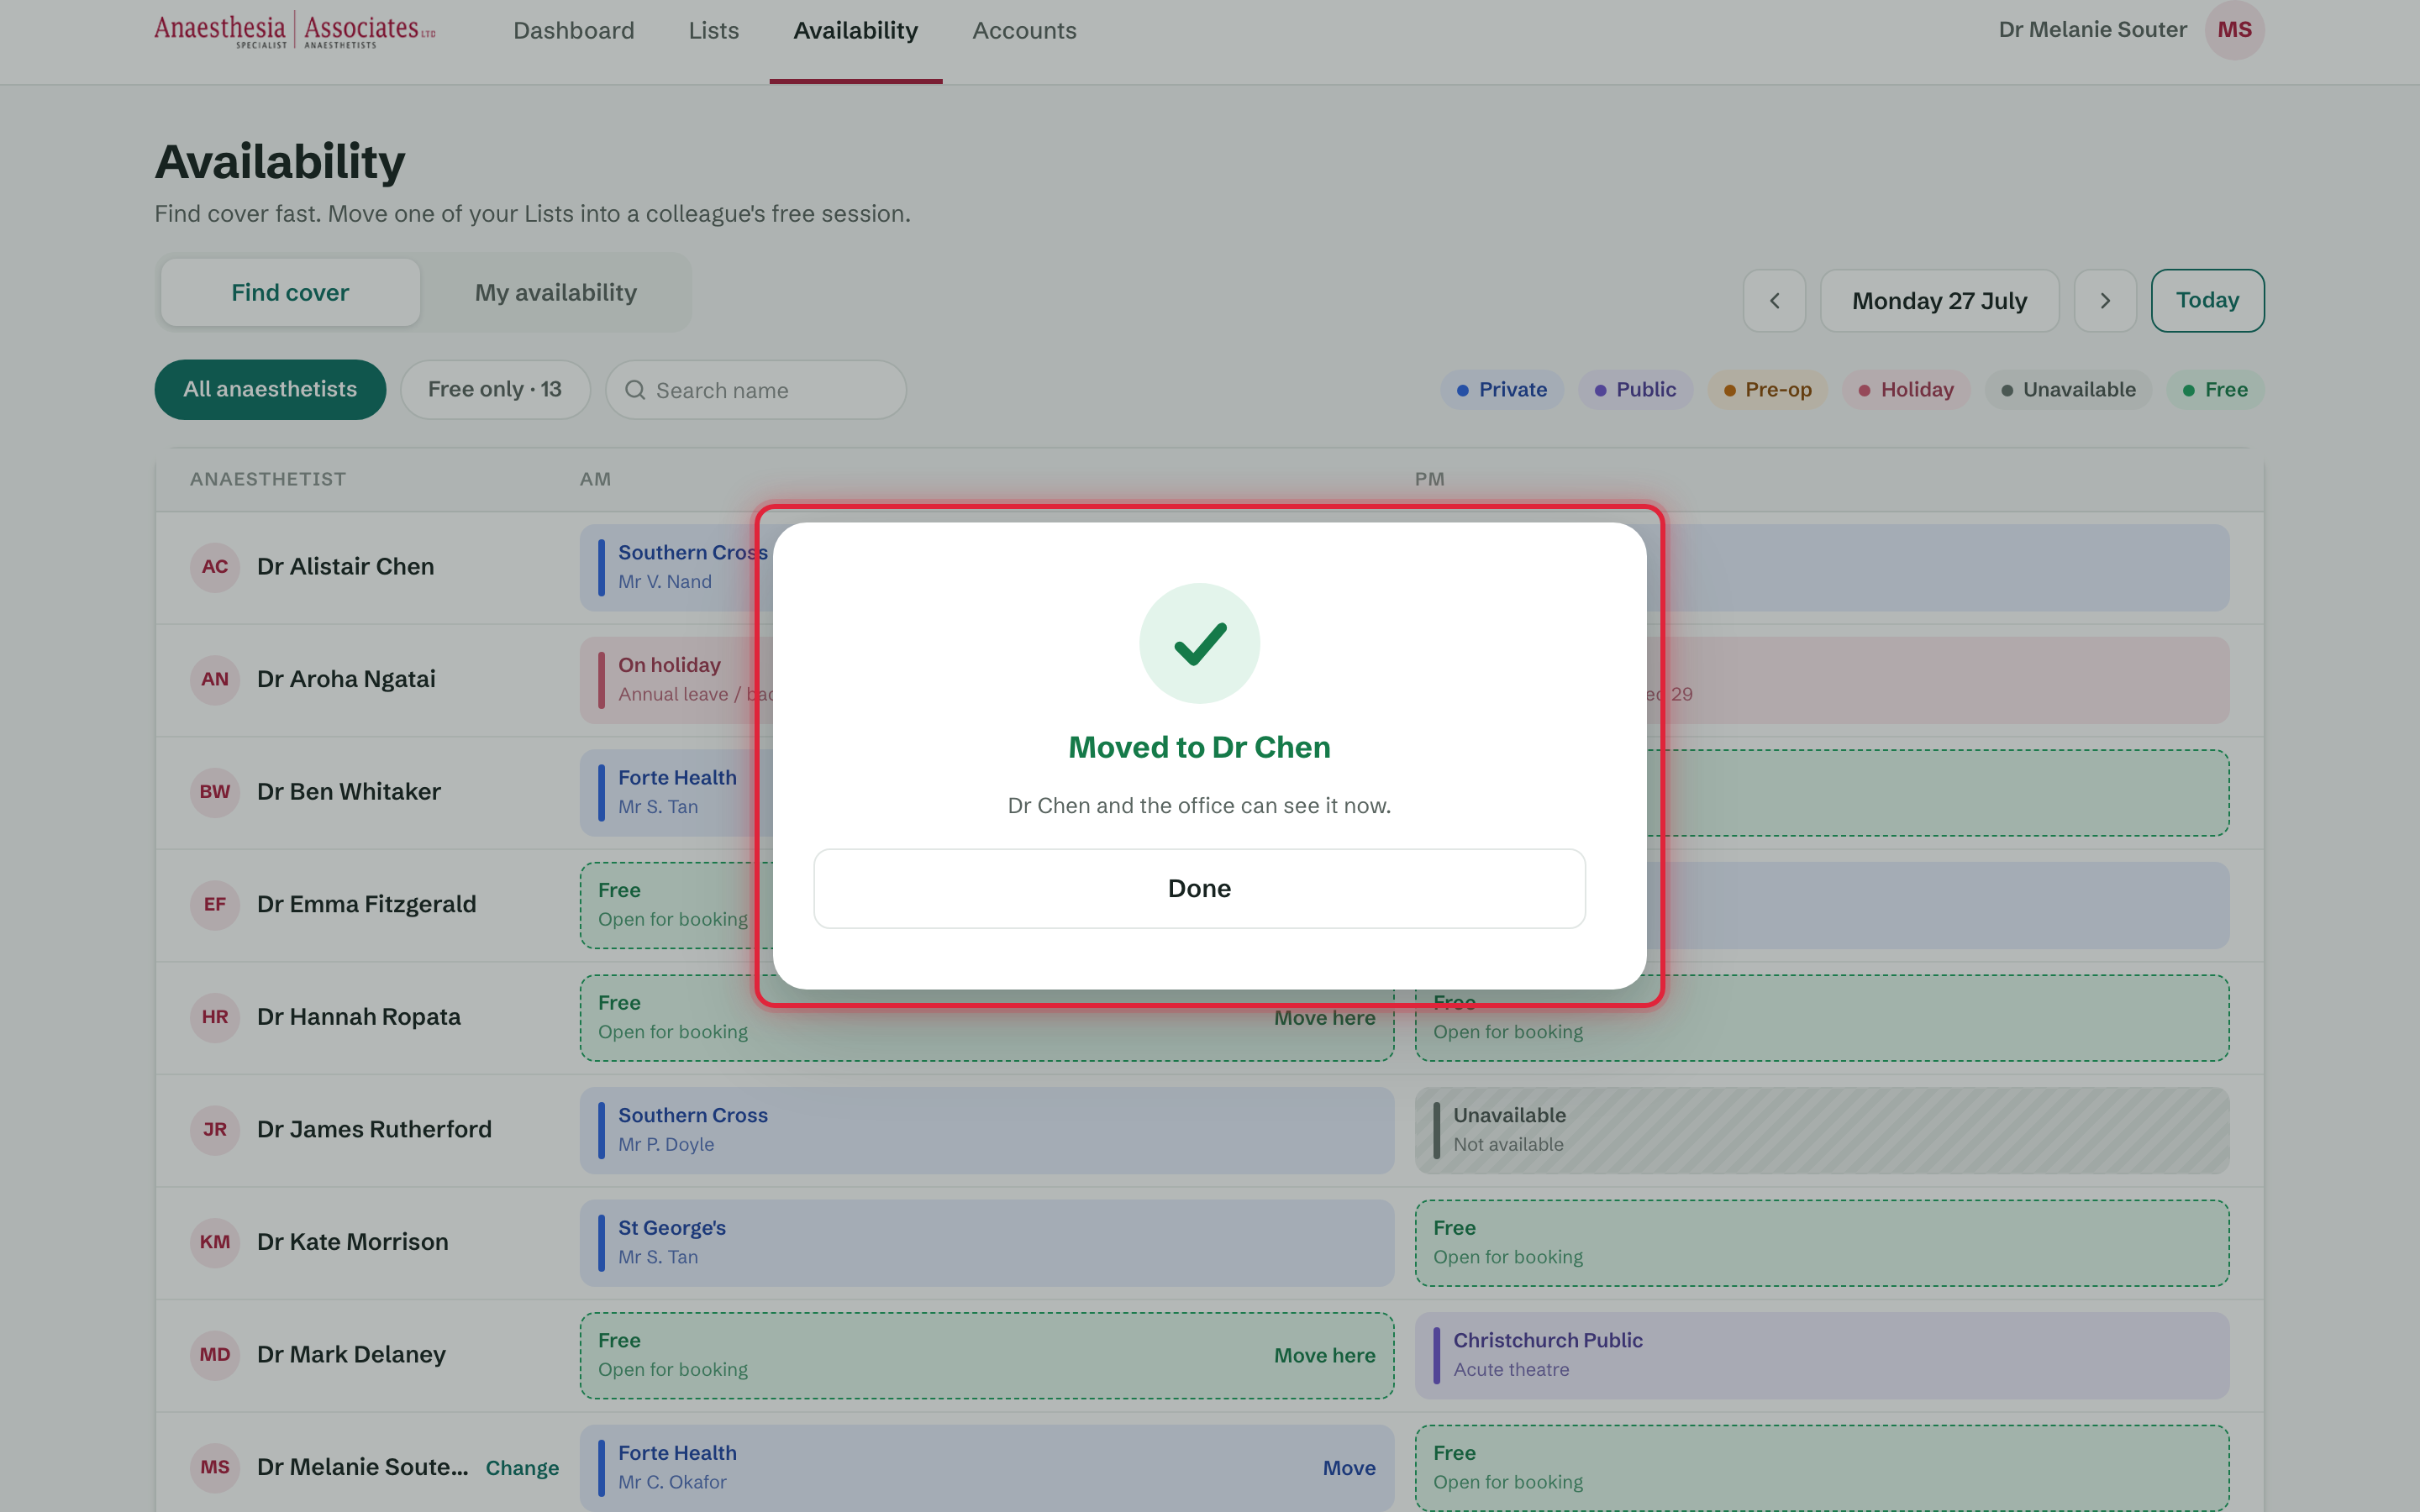 Anaesthesia Associates LTD
SPECIALIST ANAESTHETISTS
Dashboard
Lists
Availability
Accounts
Dr Melanie Souter
MS
Availability
Find cover fast. Move one of your Lists into a colleague's free session.
Find cover
My availability
Monday 27 July
Today
All anaesthetists
Free only · 13
Search name
Private
Public
Pre-op
Holiday
Unavailable
Free
ANAESTHETIST
AM
PM
AC
Dr Alistair Chen
Southern Cross
Mr V. Nand
AN
Dr Aroha Ngatai
On holiday
Annual leave /
29
BW
Dr Ben Whitaker
Forte Health
Mr S. Tan
EF
Dr Emma Fitzgerald
Free
Open for booking
Moved to Dr Chen
Dr Chen and the office can see it now.
Done
HR
Dr Hannah Ropata
Free
Open for booking
Move here
Free
Open for booking
JR
Dr James Rutherford
Southern Cross
Mr P. Doyle
Unavailable
Not available
KM
Dr Kate Morrison
St George's
Mr S. Tan
Free
Open for booking
MD
Dr Mark Delaney
Free
Open for booking
Move here
Christchurch Public
Acute theatre
MS
Dr Melanie Soute...
Change
Forte Health
Mr C. Okafor
Move
Free
Open for booking